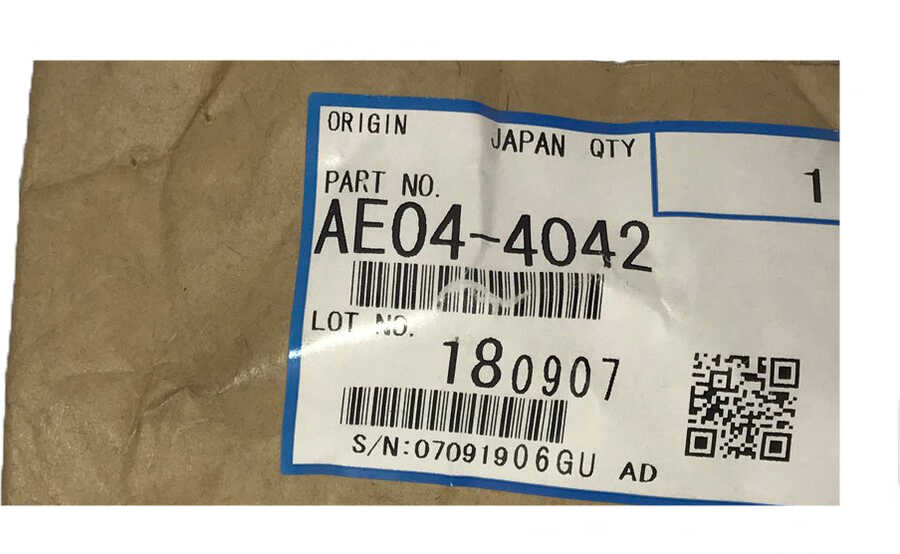 ORIGIN JAPAN QTY 1
PART NO.
AE04-4042
LOT NO.
180907
S/N:07091906GU AD